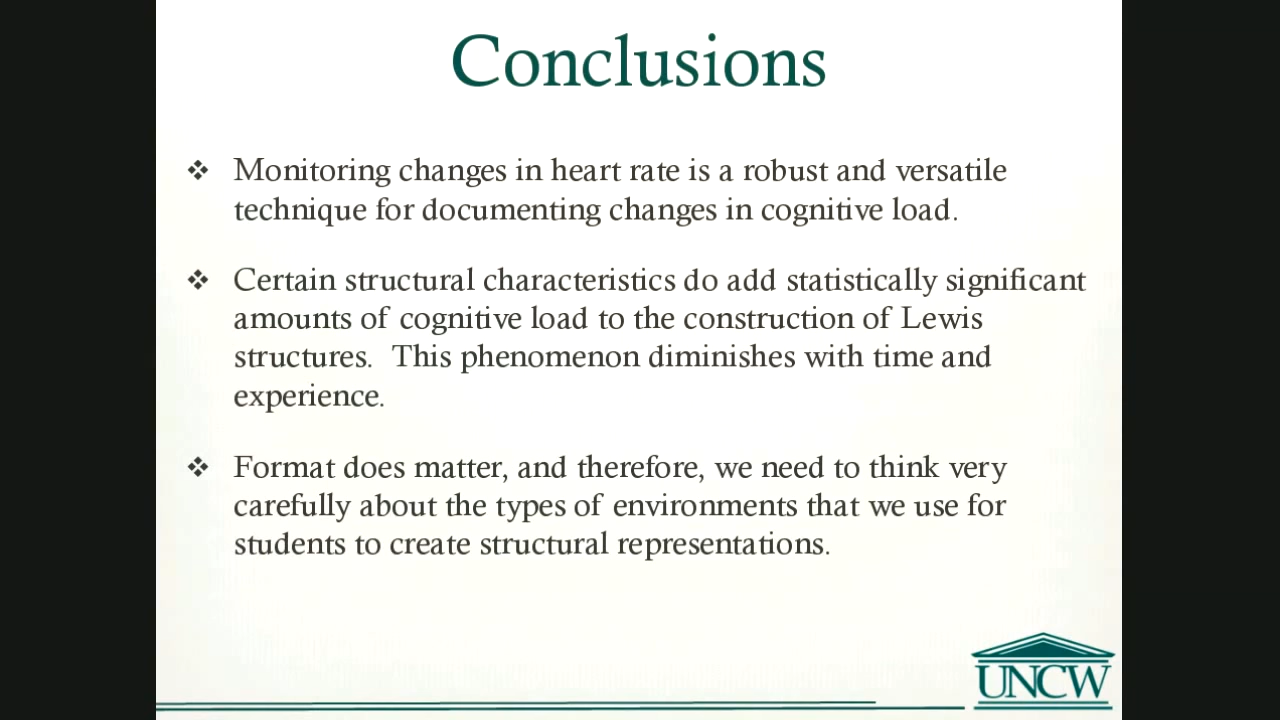 Conclusions
❖ Monitoring changes in heart rate is a robust and versatile
technique for documenting changes in cognitive load.
❖ Certain structural characteristics do add statistically significant
amounts of cognitive load to the construction of Lewis
structures.  This phenomenon diminishes with time and
experience.
❖ Format does matter, and therefore, we need to think very
carefully about the types of environments that we use for
students to create structural representations.
UNCW